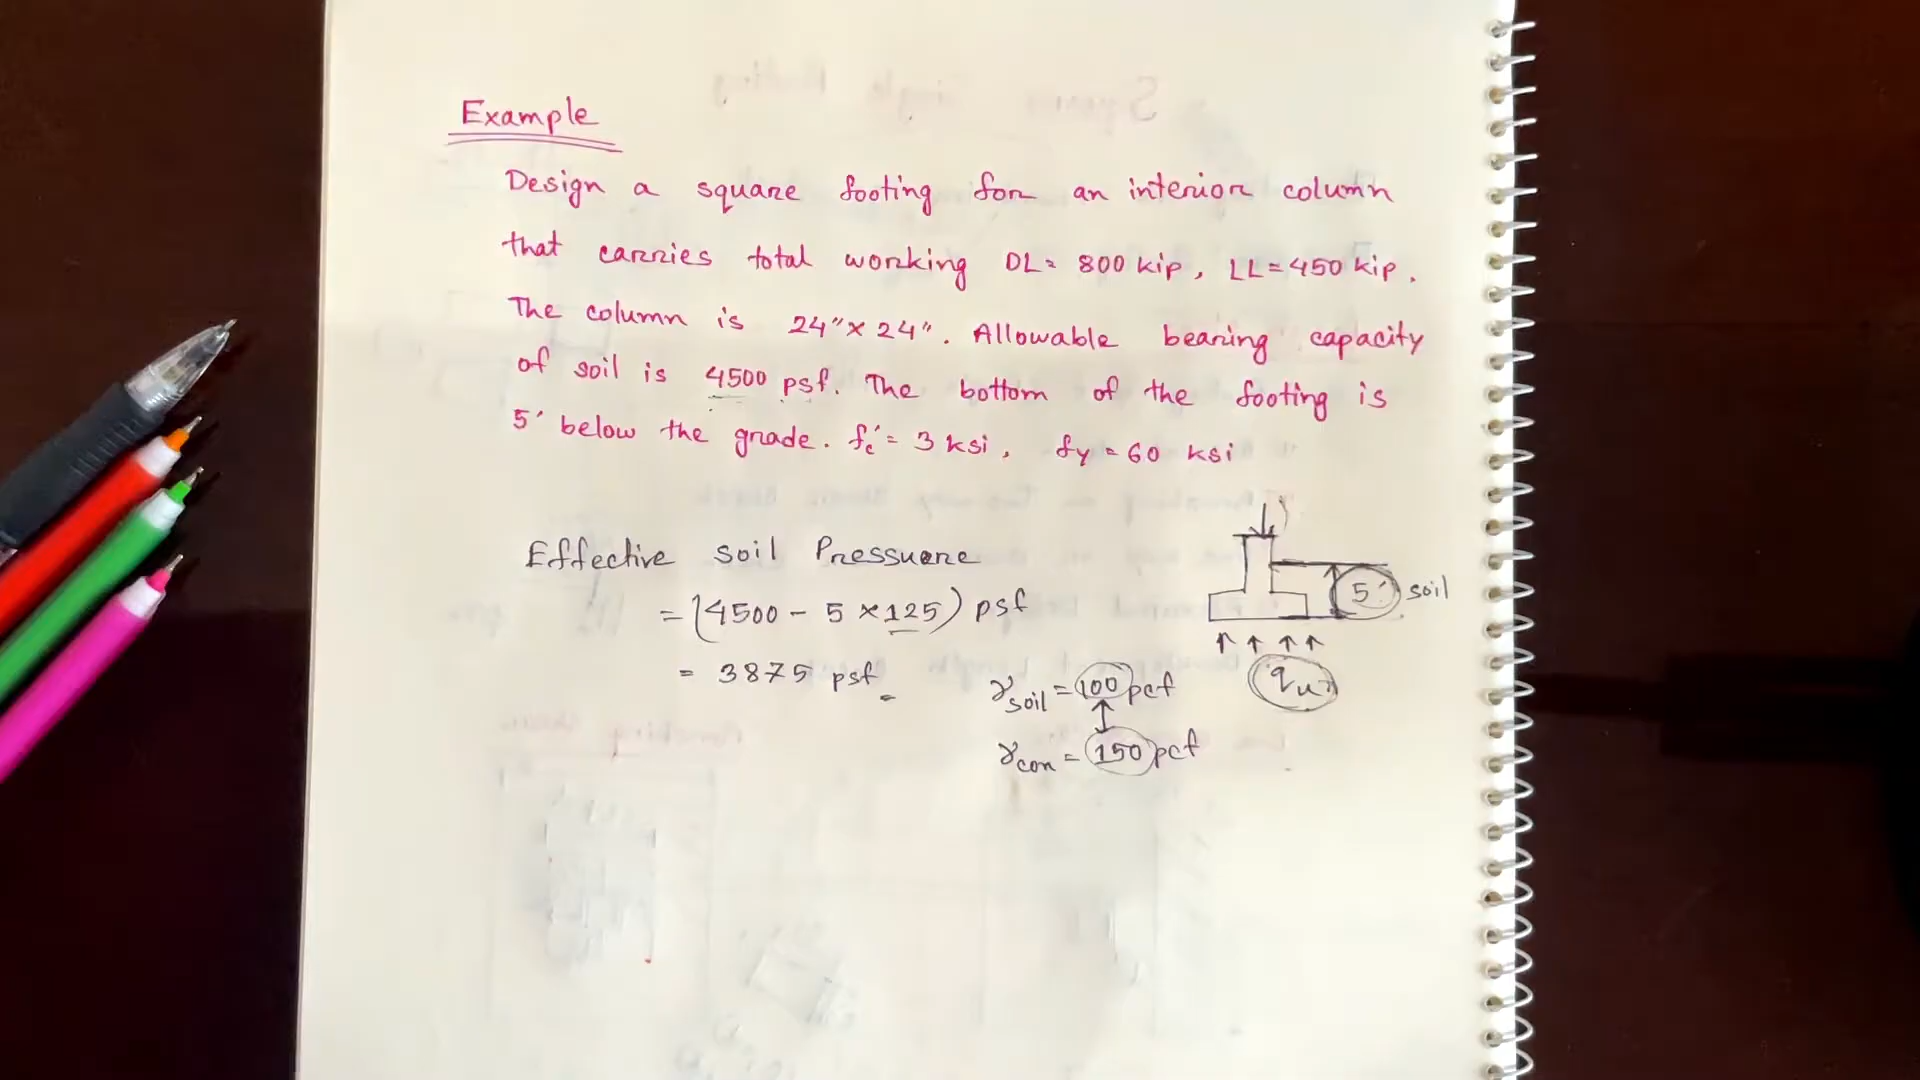 Example
Design a square footing for an interior column
that carries total working DL= 800 kip, LL=450 kip.
The column is 24"x 24". Allowable bearing capacity
of soil is 4500 psf. The bottom of the footing is
5' below the grade. fc'= 3 ksi, fy = 60 ksi
Effective soil Pressure
= (4500 - 5 x125) psf
= 3875 psf
5' soil
qu
γsoil = 100 pcf
γcon = 150 pcf